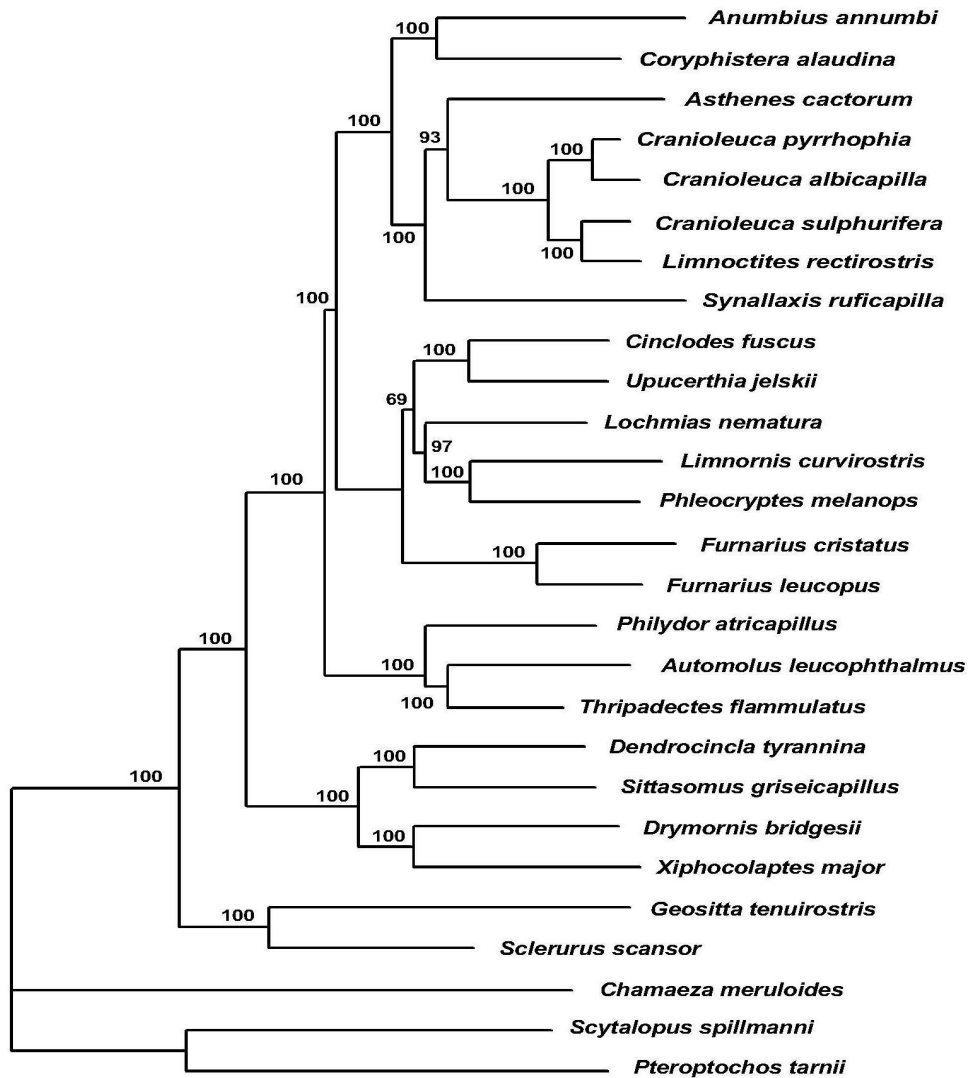 Anumbius annumbi
100
Coryphistera alaudina
Asthenes cactorum
100
93
Cranioleuca pyrrhophia
100
Cranioleuca albicapilla
100
Cranioleuca sulphurifera
100
100
Limnoctites rectirostris
100
Synallaxis ruficapilla
Cinclodes fuscus
100
Upucerthia jelskii
69
Lochmias nematura
97
Limnornis curvirostris
100
100
Phleocryptes melanops
Furnarius cristatus
100
Furnarius leucopus
Philydor atricapillus
100
Automolus leucophthalmus
100
100
Thripadectes flammulatus
Dendrocincla tyrannina
100
100
Sittasomus griseicapillus
100
Drymornis bridgesii
100
Xiphocolaptes major
Geositta tenuirostris
100
Sclerurus scansor
Chamaeza meruloides
Scytalopus spillmanni
Pteroptochos tarnii